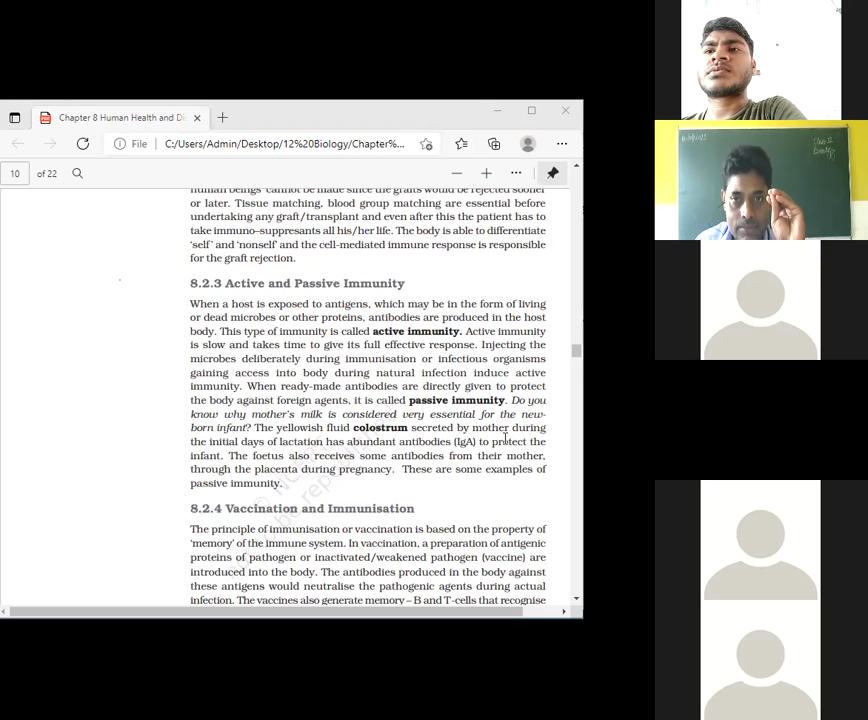 Chapter 8 Human Health and Di
File C:/Users/Admin/Desktop/12%20Biology/Chapter%...
10 of 22
human beings cannot be made since the grafts would be rejected sooner
or later. Tissue matching, blood group matching are essential before
undertaking any graft/transplant and even after this the patient has to
take immuno–suppresants all his/her life. The body is able to differentiate
'self' and 'nonself' and the cell-mediated immune response is responsible
for the graft rejection.
8.2.3 Active and Passive Immunity
When a host is exposed to antigens, which may be in the form of living
or dead microbes or other proteins, antibodies are produced in the host
body. This type of immunity is called active immunity. Active immunity
is slow and takes time to give its full effective response. Injecting the
microbes deliberately during immunisation or infectious organisms
gaining access into body during natural infection induce active
immunity. When ready-made antibodies are directly given to protect
the body against foreign agents, it is called passive immunity. Do you
know why mother's milk is considered very essential for the new-
born infant? The yellowish fluid colostrum secreted by mother during
the initial days of lactation has abundant antibodies (IgA) to protect the
infant. The foetus also receives some antibodies from their mother,
through the placenta during pregnancy. These are some examples of
passive immunity.
8.2.4 Vaccination and Immunisation
The principle of immunisation or vaccination is based on the property of
'memory' of the immune system. In vaccination, a preparation of antigenic
proteins of pathogen or inactivated/weakened pathogen (vaccine) are
introduced into the body. The antibodies produced in the body against
these antigens would neutralise the pathogenic agents during actual
infection. The vaccines also generate memory – B and T-cells that recognise